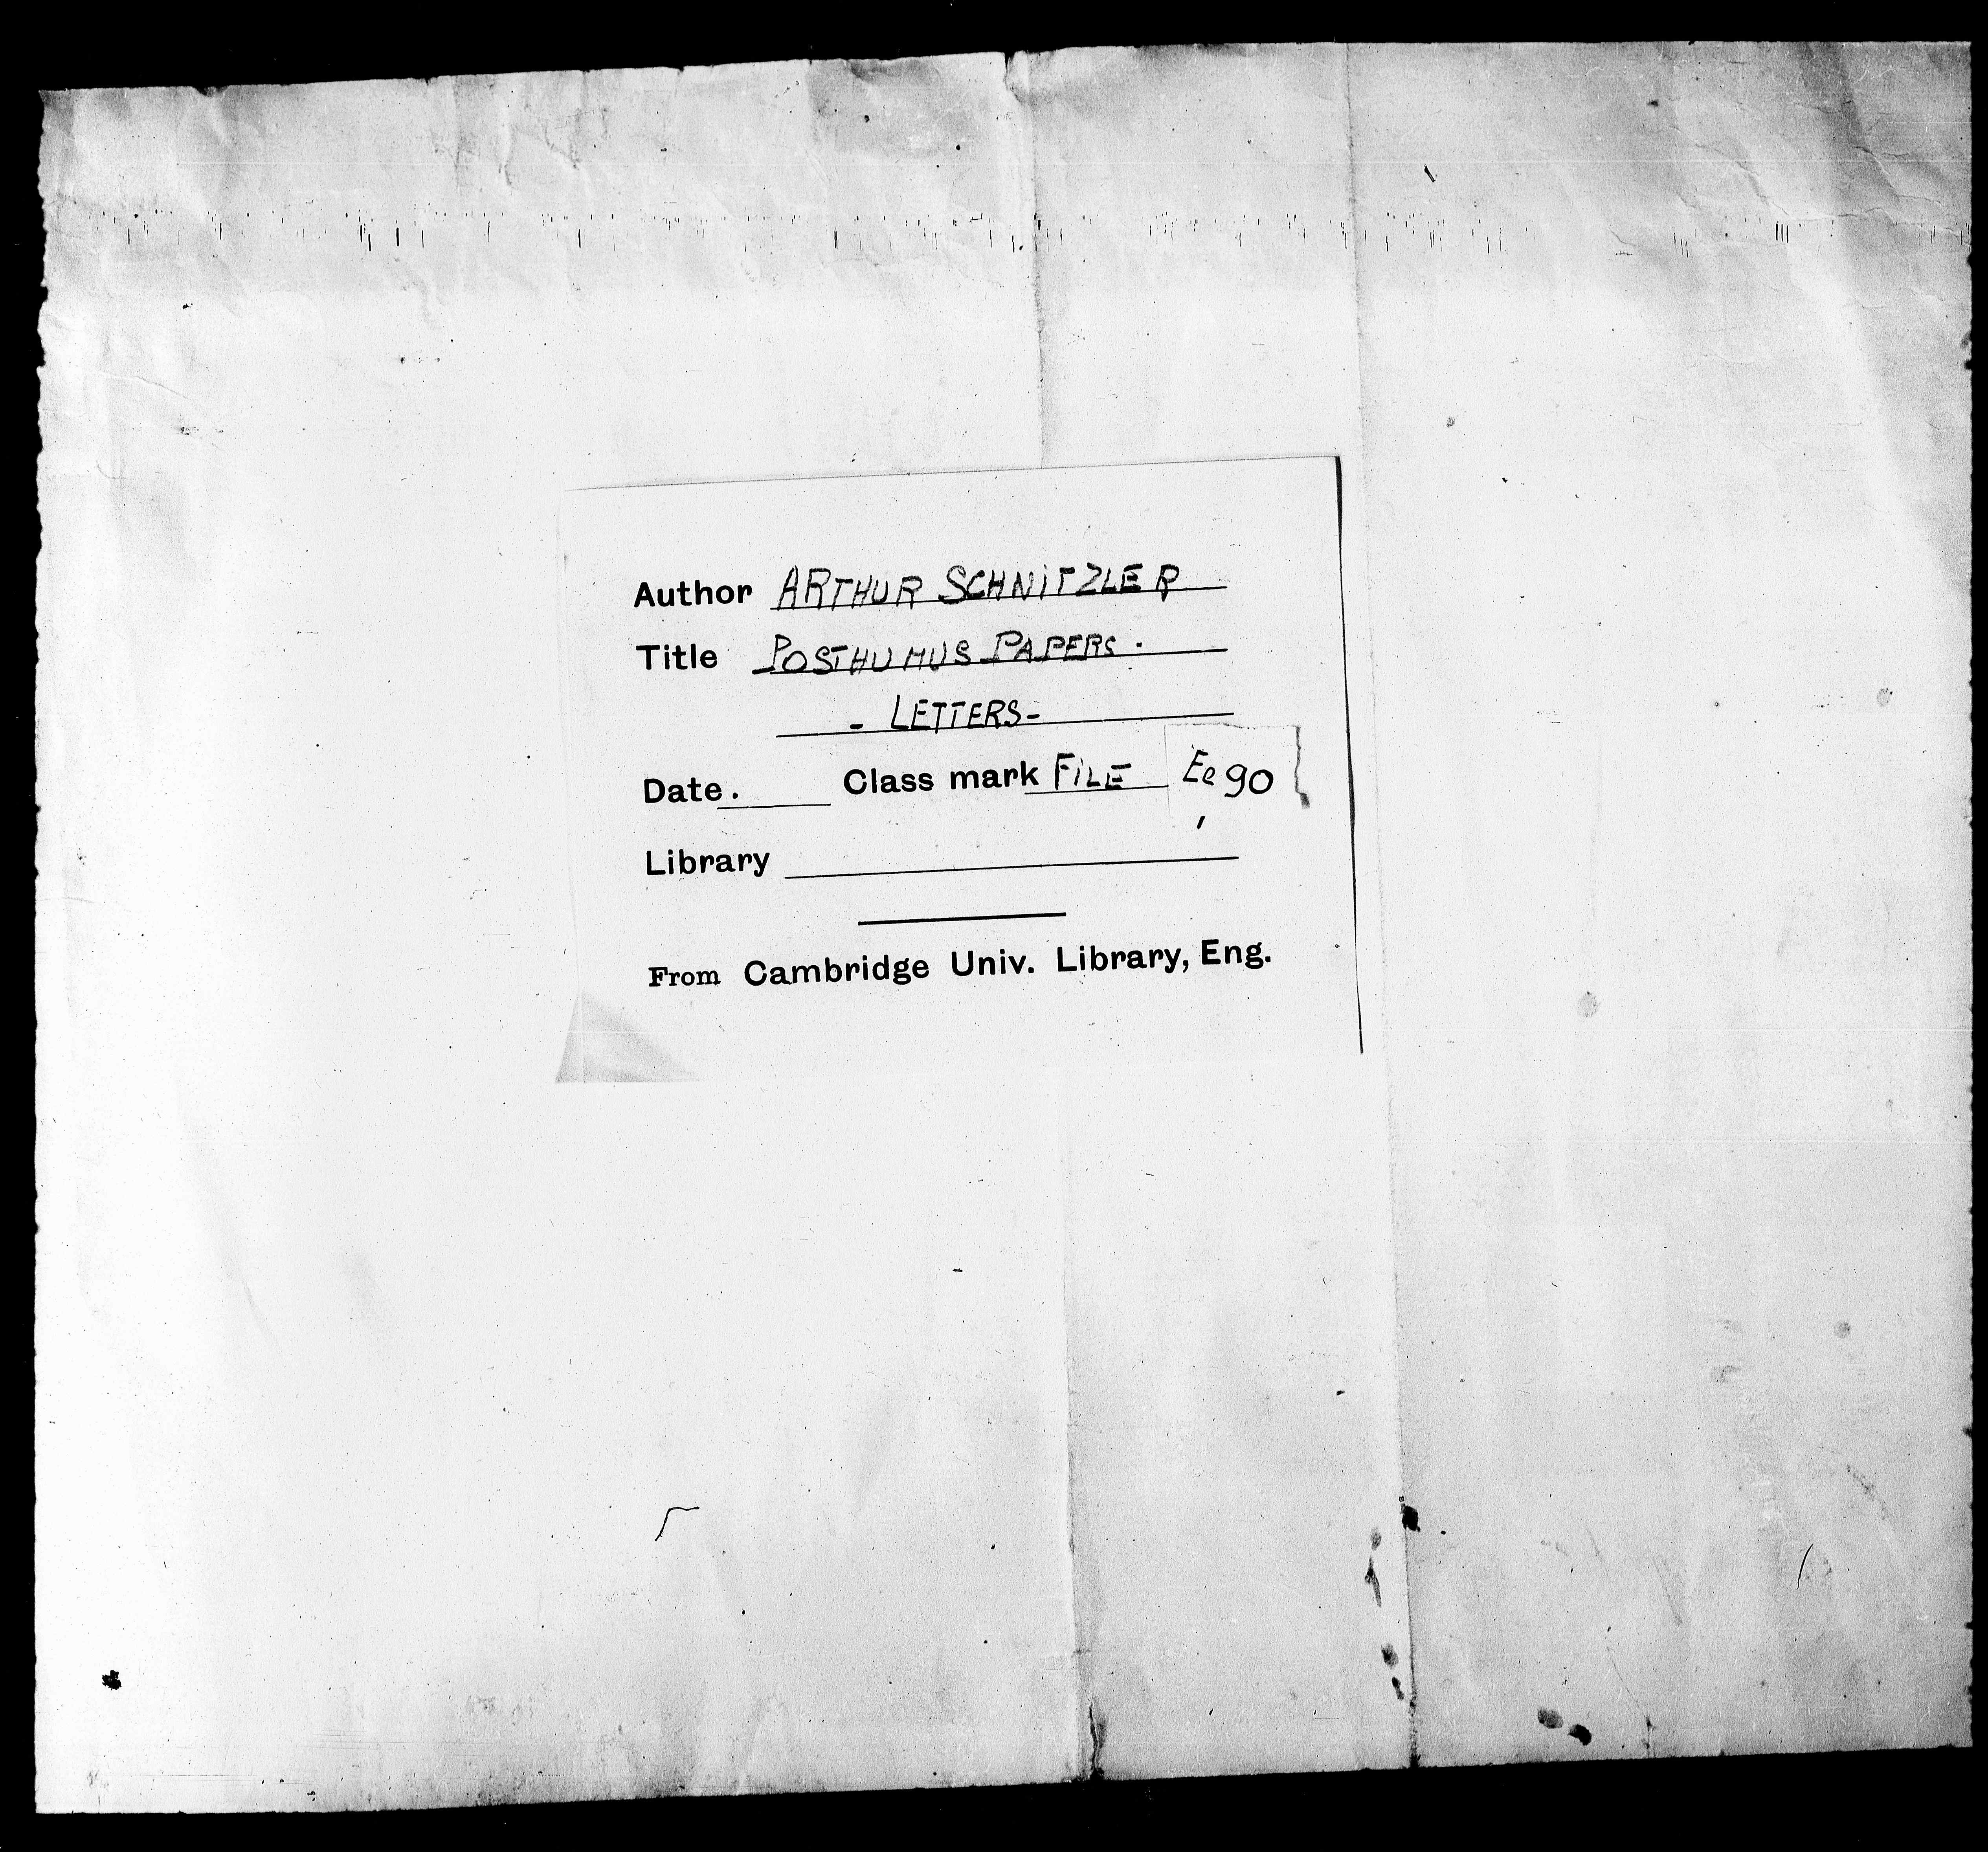 Author ARTHUR SCHNITZLER
Title POSTHUMUS PAPERS.
- LETTERS -
Date. Class mark FILE Ee 90
Library
From Cambridge Univ. Library, Eng.